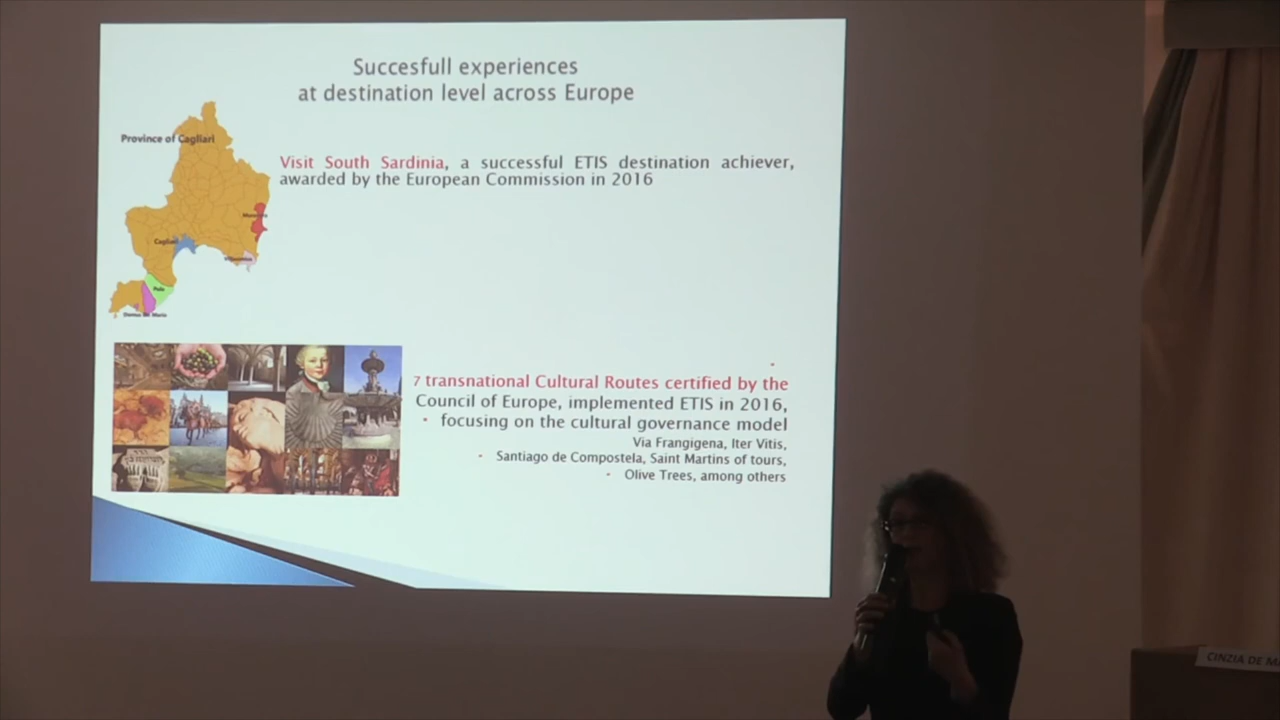 Succesfull experiences
at destination level across Europe
Province of Cagliari
Visit South Sardinia, a successful ETIS destination achiever,
awarded by the European Commission in 2016
Cagliari
Pula
7 transnational Cultural Routes certified by the
Council of Europe, implemented ETIS in 2016,
• focusing on the cultural governance model
Via Frangigena, Iter Vitis,
• Santiago de Compostela, Saint Martins of tours,
• Olive Trees, among others
CINZIA DE